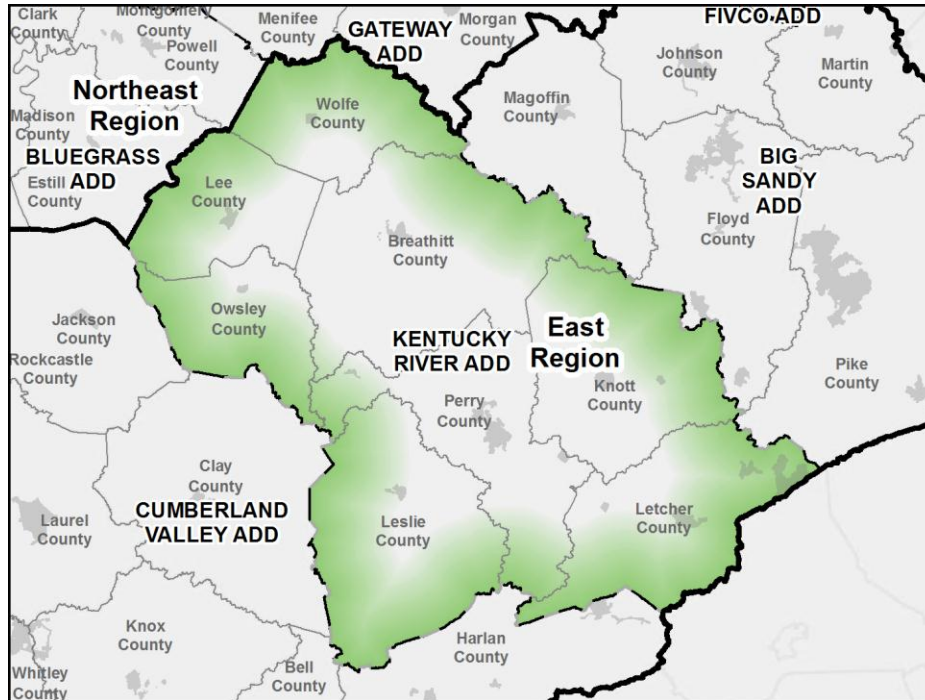 Clark
County
Montgomery
County
Powell
County
Menifee
County
GATEWAY
ADD
Morgan
County
FIVCO ADD
Johnson
County
Martin
County
Northeast
Region
Madison
County
BLUEGRASS
ADD
Estill
County
Wolfe
County
Magoffin
County
BIG
SANDY
ADD
Lee
County
Breathitt
County
Floyd
County
Owsley
County
Jackson
County
Rockcastle
County
KENTUCKY
RIVER ADD
East
Region
Knott
County
Pike
County
Perry
County
Clay
County
CUMBERLAND
VALLEY ADD
Laurel
County
Leslie
County
Letcher
County
Knox
County
Harlan
County
Bell
County
Whitley
County